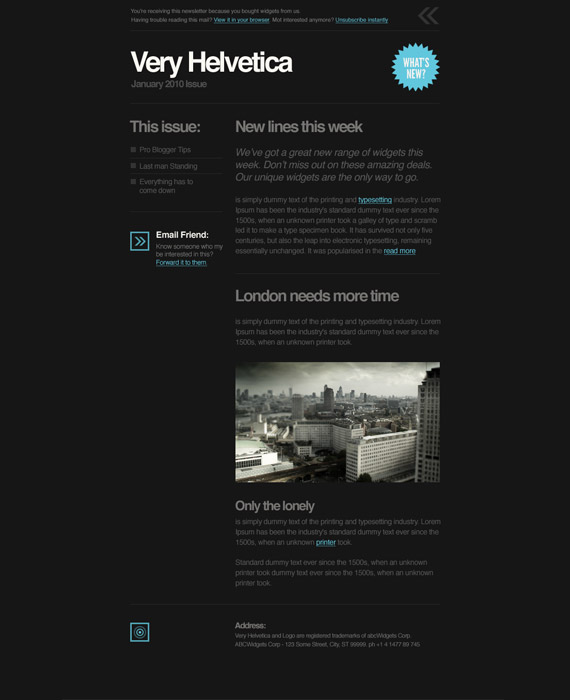 You're receiving this newsletter because you bought widgets from us.
Having trouble reading this mail? View it in your browser. Not interested anymore? Unsubscribe instantly
Very Helvetica
January 2010 Issue
WHAT'S
NEW?
This issue:
Pro Blogger Tips
Last man Standing
Everything has to
come down
Email Friend:
Know someone who my
be interested in this?
Forward it to them.
New lines this week
We've got a great new range of widgets this
week. Don't miss out on these amazing deals.
Our unique widgets are the only way to go.
is simply dummy text of the printing and typesetting industry. Lorem
Ipsum has been the industry's standard dummy text ever since the
1500s, when an unknown printer took a galley of type and scramb
led it to make a type specimen book. It has survived not only five
centuries, but also the leap into electronic typesetting, remaining
essentially unchanged. It was popularised in the read more
London needs more time
is simply dummy text of the printing and typesetting industry. Lorem
Ipsum has been the industry's standard dummy text ever since the
1500s, when an unknown printer took.
Only the lonely
is simply dummy text of the printing and typesetting industry. Lorem
Ipsum has been the industry's standard dummy text ever since the
1500s, when an unknown printer took.
Standard dummy text ever since the 1500s, when an unknown
printer took dummy text ever since the 1500s, when an unknown
printer took.
Address:
Very Helvetica and Logo are registered trademarks of abcWidgets Corp.
ABCWidgets Corp - 123 Some Street, City, ST 99999. ph +1 4 1477 89 745